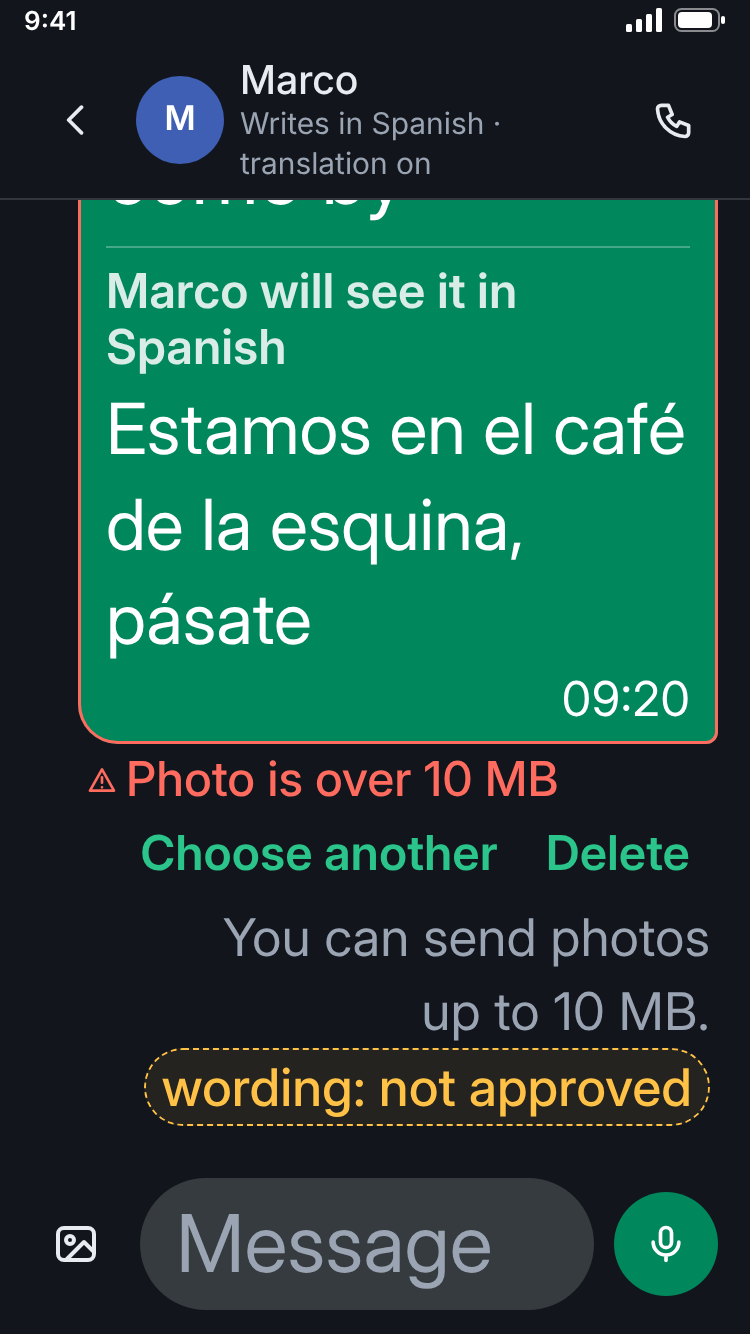 9:41
Marco
Writes in Spanish ·
translation on
M
come by
Marco will see it in
Spanish
Estamos en el café
de la esquina,
pásate
09:20
Photo is over 10 MB
Choose another Delete
You can send photos
up to 10 MB.
wording: not approved
Message